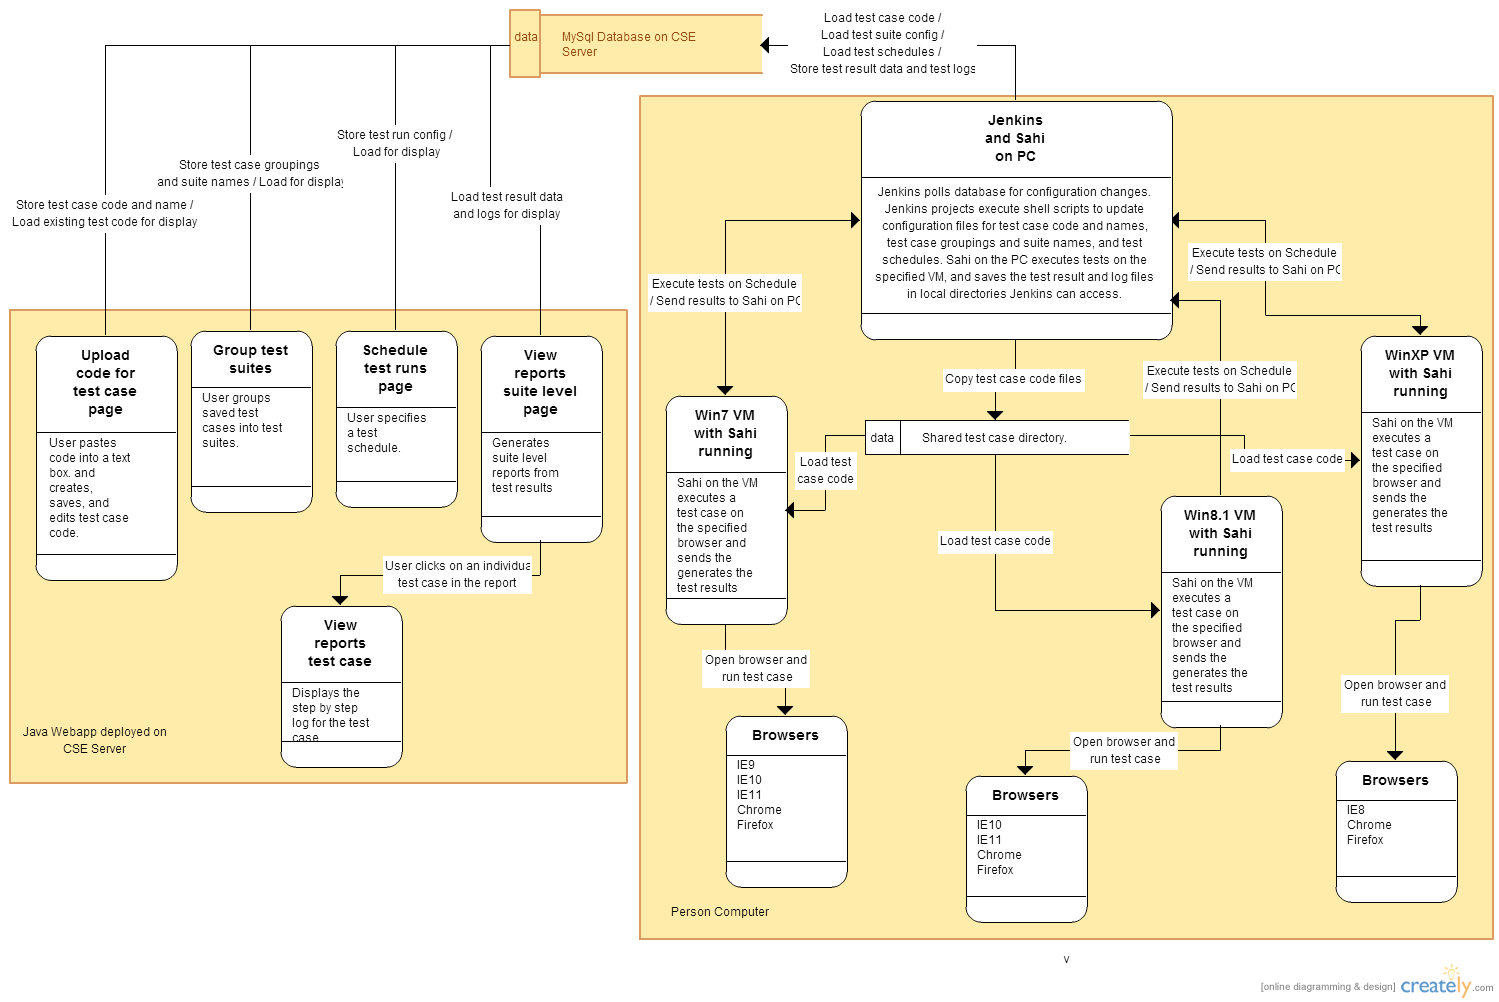 data
MySql Database on CSE
Server
Load test case code /
Load test suite config /
Load test schedules /
Store test result data and test logs
Store test run config /
Load for display
Store test case groupings
and suite names / Load for display
Load test result data
and logs for display
Store test case code and name /
Load existing test code for display
Upload
code for
test case
page
User pastes
code into a text
box. and
creates,
saves, and
edits test case
code.
Group test
suites
User groups
saved test
cases into test
suites.
Schedule
test runs
page
User specifies
a test
schedule.
View
reports
suite level
page
Generates
suite level
reports from
test results
User clicks on an individua
test case in the report
View
reports
test case
Displays the
step by step
log for the test
case
Java Webapp deployed on
CSE Server
Jenkins
and Sahi
on PC
Jenkins polls database for configuration changes.
Jenkins projects execute shell scripts to update
configuration files for test case code and names,
test case groupings and suite names, and test
schedules. Sahi on the PC executes tests on the
specified VM, and saves the test result and log files
in local directories Jenkins can access.
Execute tests on Schedule
/ Send results to Sahi on PC
Execute tests on Schedule
/ Send results to Sahi on PC
Execute tests on Schedule
/ Send results to Sahi on PC
Copy test case code files
data
Shared test case directory.
Load test
case code
Load test case code
Load test case code
Win7 VM
with Sahi
running
Sahi on the VM
executes a
test case on
the specified
browser and
sends the
generates the
test results
Win8.1 VM
with Sahi
running
Sahi on the VM
executes a
test case on
the specified
browser and
sends the
generates the
test results
WinXP VM
with Sahi
running
Sahi on the VM
executes a
test case on
the specified
browser and
sends the
generates the
test results
Open browser and
run test case
Open browser and
run test case
Open browser and
run test case
Browsers
IE9
IE10
IE11
Chrome
Firefox
Browsers
IE10
IE11
Chrome
Firefox
Browsers
IE8
Chrome
Firefox
Person Computer
v
[online diagramming & design] creately.com